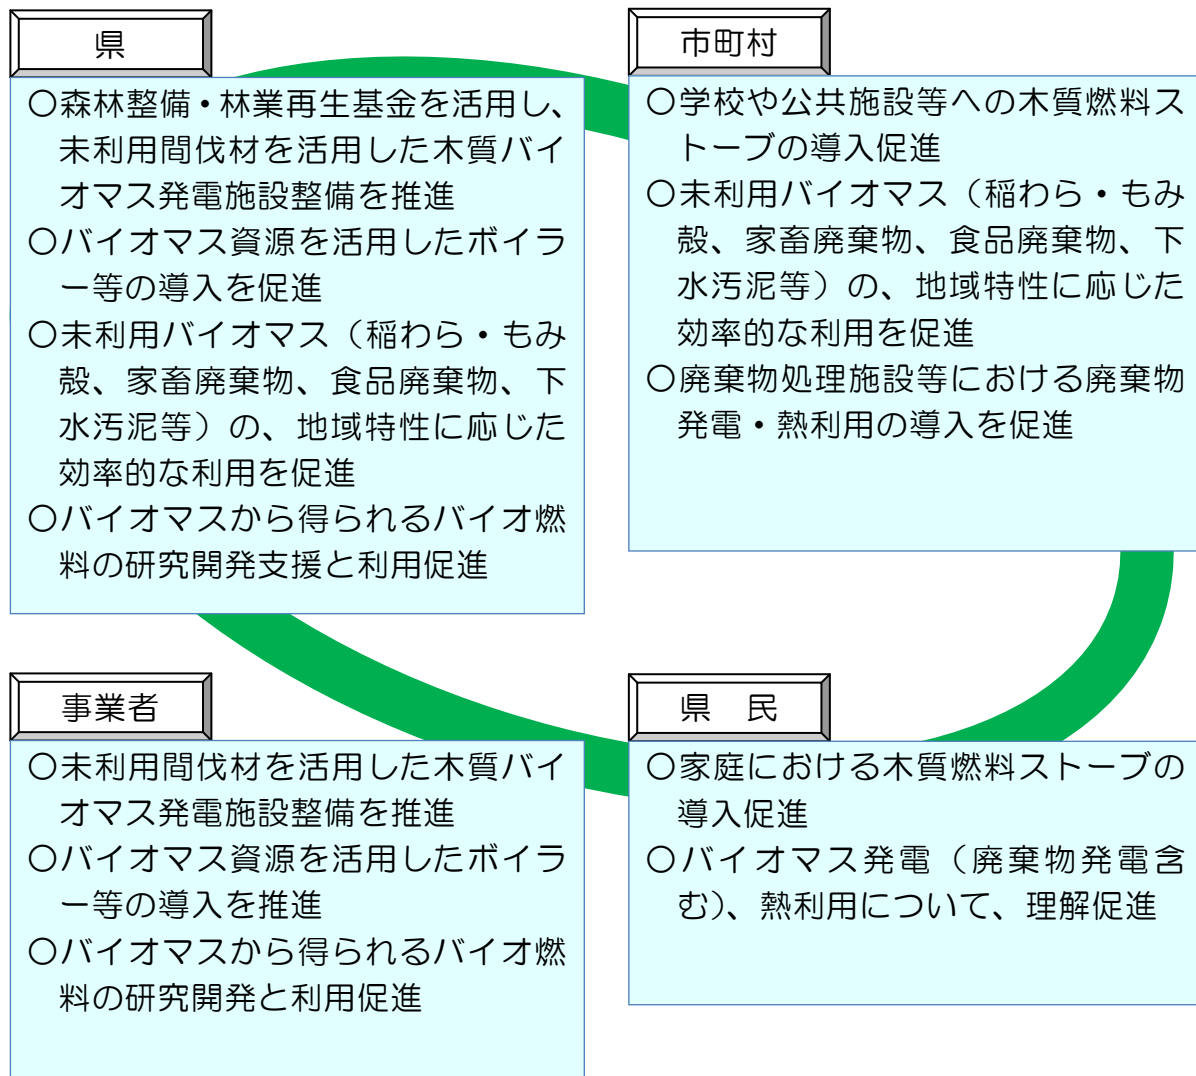 県
〇森林整備・林業再生基金を活用し、
未利用間伐材を活用した木質バイ
オマス発電施設整備を推進
〇バイオマス資源を活用したボイラ
ー等の導入を促進
〇未利用バイオマス（稲わら・もみ
殻、家畜廃棄物、食品廃棄物、下
水汚泥等）の、地域特性に応じた
効率的な利用を促進
〇バイオマスから得られるバイオ燃
料の研究開発支援と利用促進
市町村
〇学校や公共施設等への木質燃料ス
トーブの導入促進
〇未利用バイオマス（稲わら・もみ
殻、家畜廃棄物、食品廃棄物、下
水汚泥等）の、地域特性に応じた
効率的な利用を促進
〇廃棄物処理施設等における廃棄物
発電・熱利用の導入を促進
事業者
〇未利用間伐材を活用した木質バイ
オマス発電施設整備を推進
〇バイオマス資源を活用したボイラ
ー等の導入を推進
〇バイオマスから得られるバイオ燃
料の研究開発と利用促進
県　民
〇家庭における木質燃料ストーブの
導入促進
〇バイオマス発電（廃棄物発電含
む）、熱利用について、理解促進